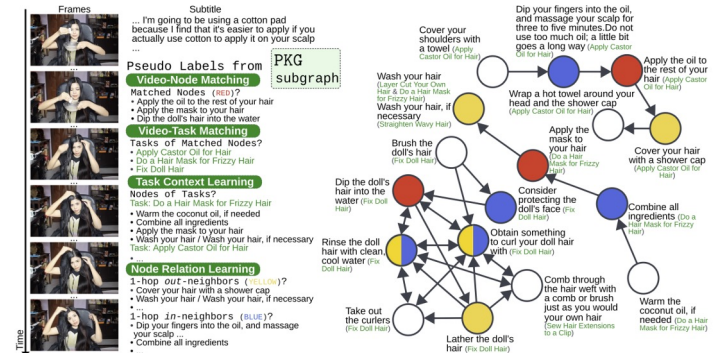 Frames
Subtitle
... I'm going to be using a cotton pad
because I find that it's easier to apply if you
actually use cotton to apply it on your scalp
...
Pseudo Labels from
PKG
subgraph
Video-Node Matching
Matched Nodes (RED)?
• Apply the oil to the rest of your hair
• Apply the mask to your hair
• Dip the doll's hair into the water
Video-Task Matching
Tasks of Matched Nodes?
• Apply Castor Oil for Hair
• Do a Hair Mask for Frizzy Hair
• Fix Doll Hair
Task Context Learning
Nodes of Tasks?
Task: Do a Hair Mask for Frizzy Hair
• Warm the coconut oil, if needed
• Combine all ingredients
• Apply the mask to your hair
• Wash your hair / Wash your hair, if necessary
Task: Apply Castor Oil for Hair
• ...
Node Relation Learning
1-hop out-neighbors (YELLOW)?
• Cover your hair with a shower cap
• Wash your hair / Wash your hair, if necessary
...
1-hop in-neighbors (BLUE)?
• Dip your fingers into the oil, and massage
your scalp ...
• Combine all ingredients
• ...
Time
Cover your
shoulders with
a towel (Apply
Castor Oil for Hair)
Dip your fingers into the oil,
and massage your scalp for
three to five minutes.Do not
use too much oil; a little bit
goes a long way (Apply Castor
Oil for Hair)
Apply the oil to
the rest of your
hair (Apply Castor
Oil for Hair)
Wrap a hot towel around your
head and the shower cap
(Apply Castor Oil for Hair)
Cover your hair
with a shower cap
(Apply Castor Oil for
Hair)
Wash your hair
(Layer Cut Your Own
Hair & Do a Hair Mask
for Frizzy Hair)
Wash your hair, if
necessary
(Straighten Wavy Hair)
Apply the
mask to
your hair
(Do a Hair
Mask for Frizzy
Hair)
Brush the
doll's hair
(Fix Doll Hair)
Dip the doll's
hair into the
water (Fix Doll
Hair)
Consider
protecting the
doll's face (Fix
Doll Hair)
Combine all
ingredients (Do a
Hair Mask for Frizzy
Hair)
Rinse the doll
hair with clean,
cool water (Fix
Doll Hair)
Obtain something
to curl your doll hair
with (Fix Doll Hair)
Take out
the curlers
(Fix Doll Hair)
Lather the doll's
hair (Fix Doll Hair)
Comb through
the hair weft with
a comb or brush
just as you would
your own hair
(Sew Hair Extensions
to a Clip)
Warm the
coconut oil, if
needed (Do a Hair
Mask for Frizzy Hair)